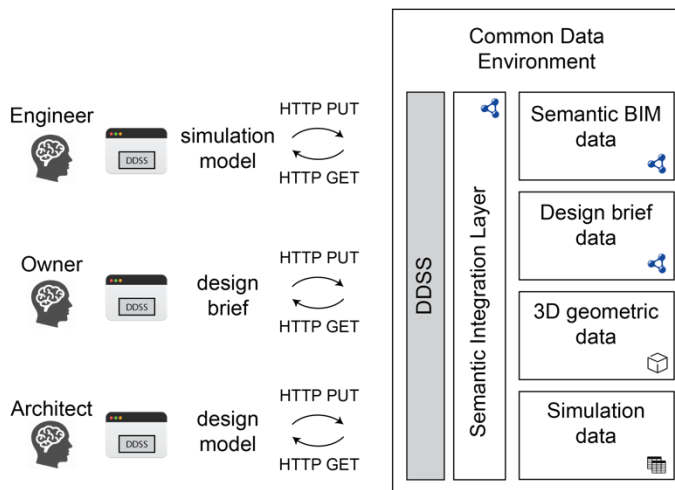 Engineer
DDSS
simulation
model
HTTP PUT
HTTP GET
Owner
DDSS
design
brief
HTTP PUT
HTTP GET
Architect
DDSS
design
model
HTTP PUT
HTTP GET
Common Data
Environment
DDSS
Semantic Integration Layer
Semantic BIM
data
Design brief
data
3D geometric
data
Simulation
data